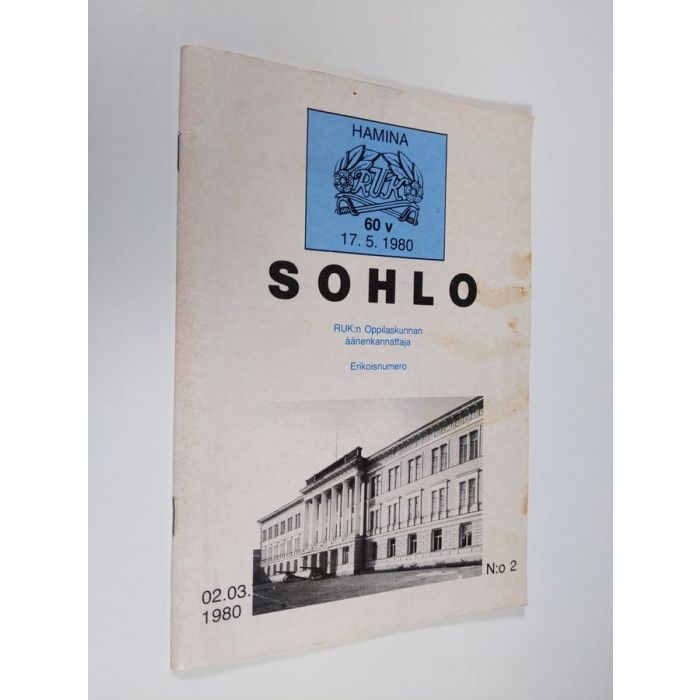 HAMINA
RUK
60 v
17. 5. 1980
SOHLO
RUK:n Oppilaskunnan
äänenkannattaja
Erikoisnumero
02.03.
1980
N:o 2